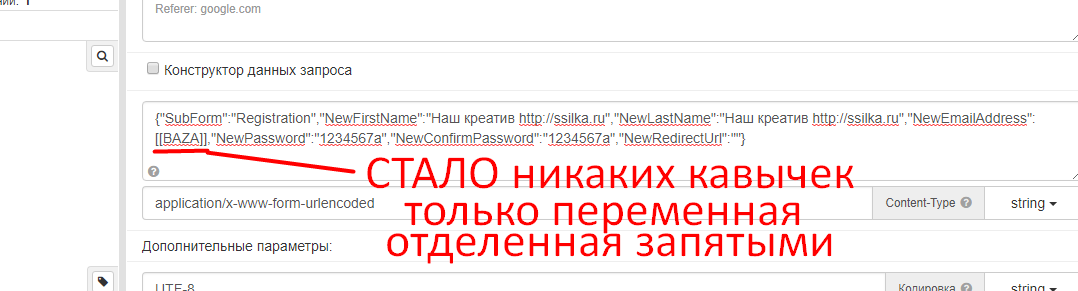 Referer: google.com
Конструктор данных запроса
{"SubForm":"Registration","NewFirstName":"Наш креатив http://ssilka.ru","NewLastName":"Наш креатив http://ssilka.ru","NewEmailAddress":
[[BAZA]],"NewPassword":"1234567a","NewConfirmPassword":"1234567a","NewRedirectUrl":""}
СТАЛО никаких кавычек
только переменная
отделенная запятыми
application/x-www-form-urlencoded Content-Type string
Дополнительные параметры:
UTF-8 Кодировка string